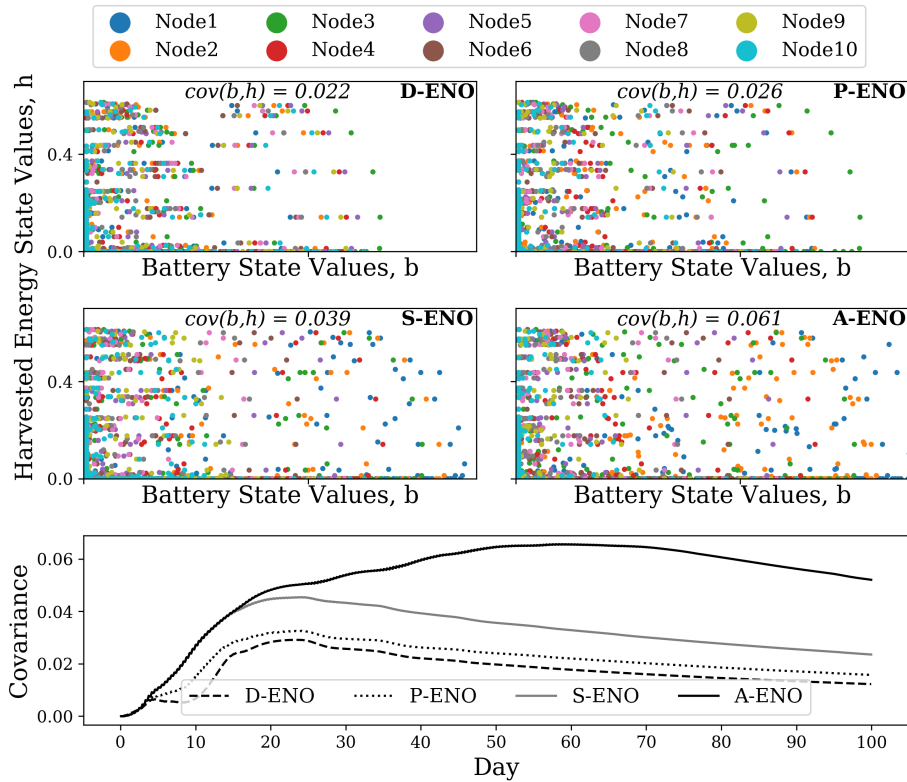 Node1 Node3 Node5 Node7 Node9
Node2 Node4 Node6 Node8 Node10
Harvested Energy State Values, h
cov(b,h) = 0.022 D-ENO
0.4
0.0
Battery State Values, b
cov(b,h) = 0.026 P-ENO
Battery State Values, b
cov(b,h) = 0.039 S-ENO
0.4
0.0
Battery State Values, b
cov(b,h) = 0.061 A-ENO
Battery State Values, b
Covariance
0.06
0.04
0.02
0.00
D-ENO P-ENO S-ENO A-ENO
0 10 20 30 40 50 60 70 80 90 100
Day